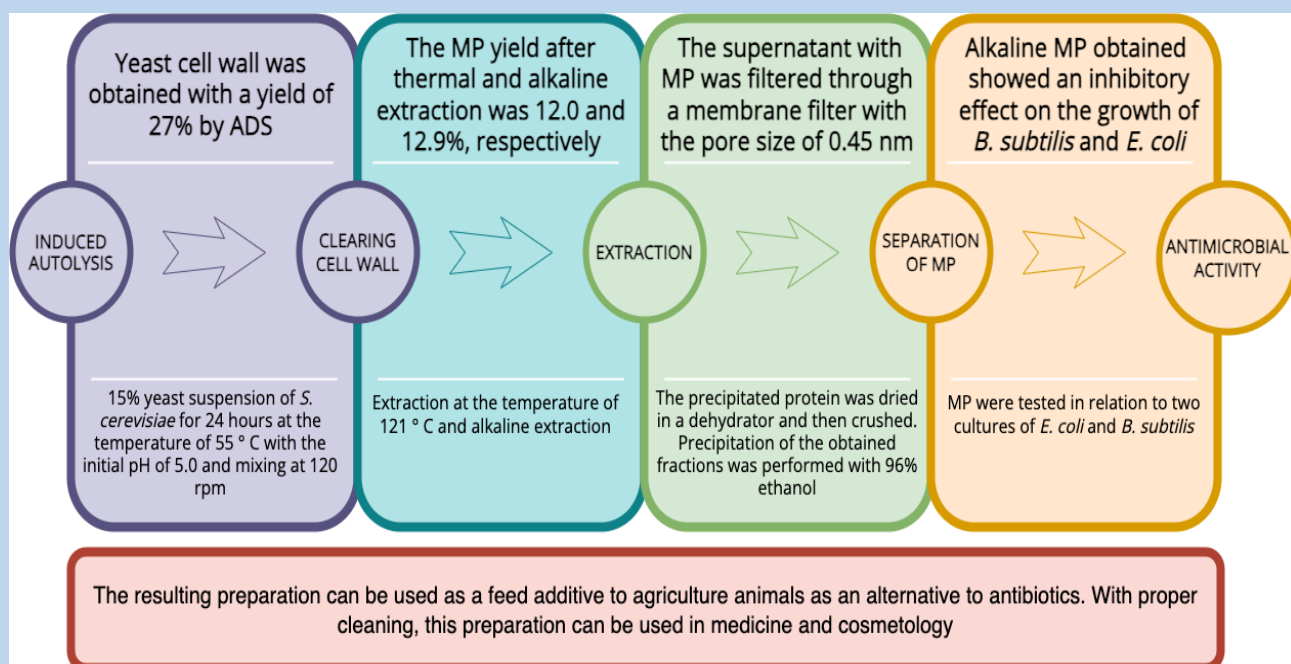 Yeast cell wall was
obtained with a yield of
27% by ADS
The MP yield after
thermal and alkaline
extraction was 12.0 and
12.9%, respectively
The supernatant with
MP was filtered through
a membrane filter with
the pore size of 0.45 nm
Alkaline MP obtained
showed an inhibitory
effect on the growth of
B. subtilis and E. coli
INDUCED
AUTOLYSIS
CLEARING
CELL WALL
EXTRACTION
SEPARATION
OF MP
ANTIMICROBIAL
ACTIVITY
15% yeast suspension of S.
cerevisiae for 24 hours at the
temperature of 55 ° C with the
initial pH of 5.0 and mixing at 120
rpm
Extraction at the temperature of
121 ° C and alkaline extraction
The precipitated protein was dried
in a dehydrator and then crushed.
Precipitation of the obtained
fractions was performed with 96%
ethanol
MP were tested in relation to two
cultures of E. coli and B. subtilis
The resulting preparation can be used as a feed additive to agriculture animals as an alternative to antibiotics. With proper
cleaning, this preparation can be used in medicine and cosmetology